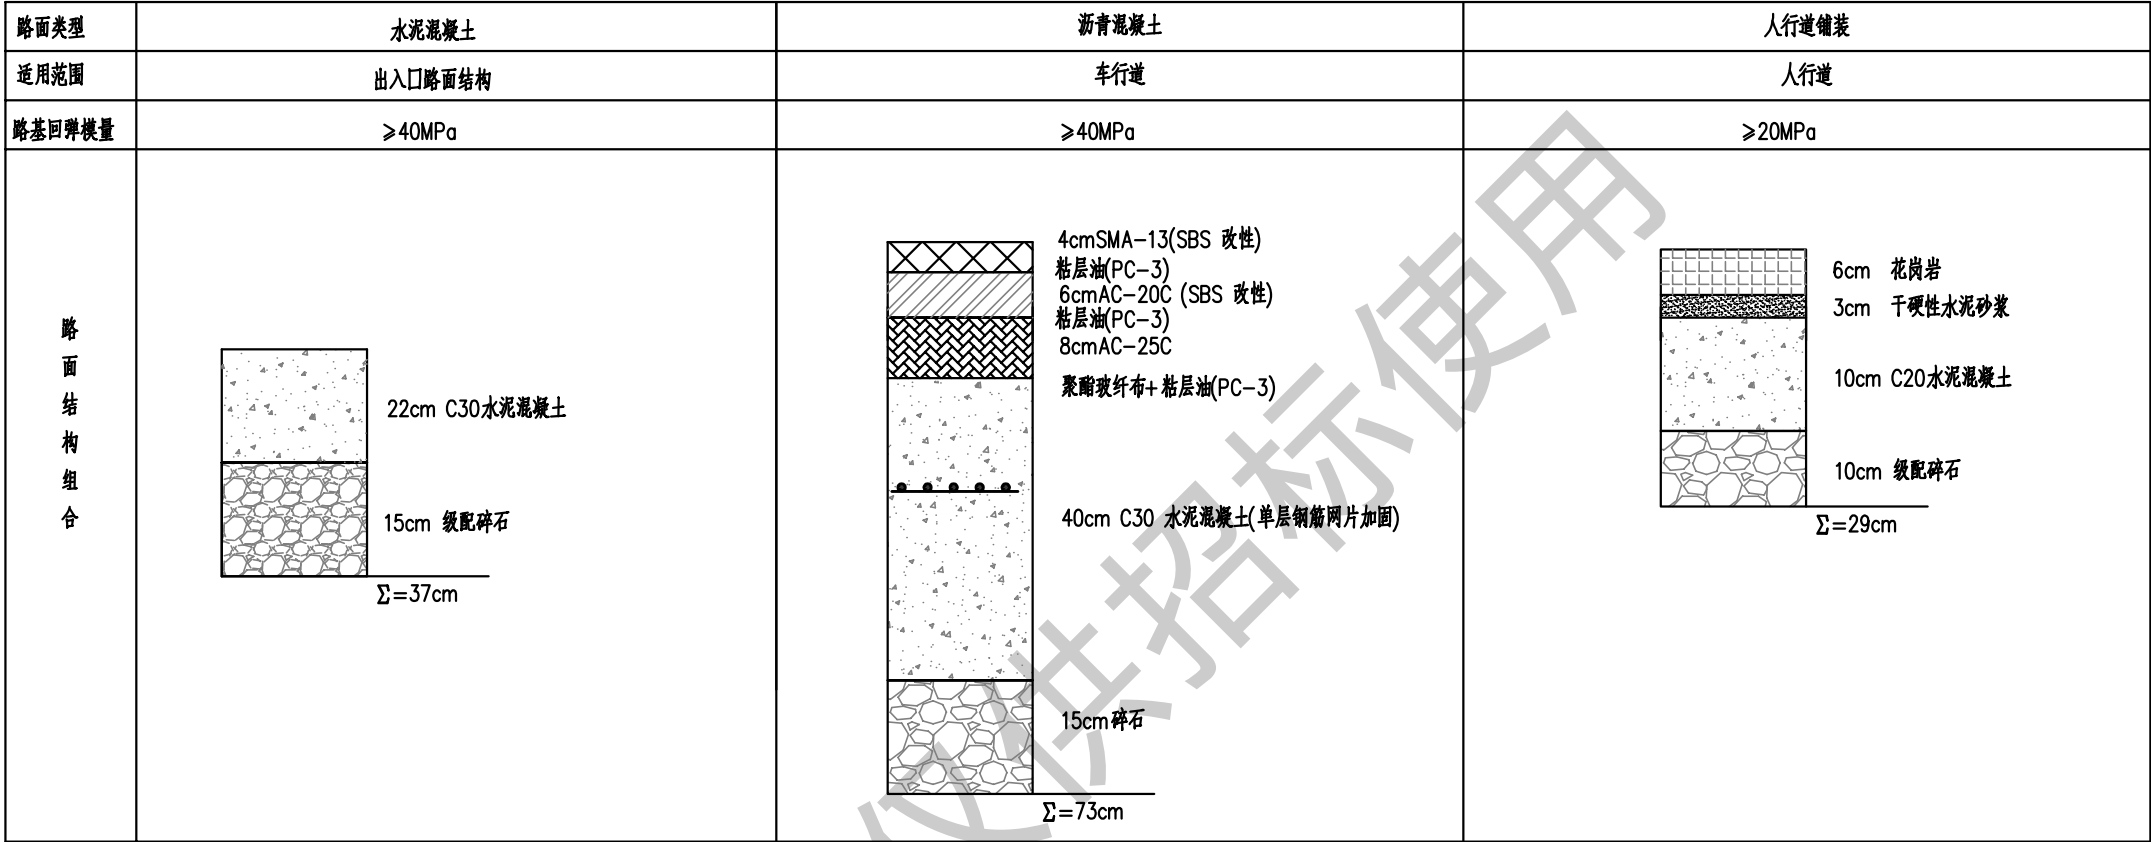 路面类型 水泥混凝土 沥青混凝土 人行道铺装
适用范围 出入口路面结构 车行道 人行道
路基回弹模量 ≥40MPa ≥40MPa ≥20MPa
路面结构组合
22cm C30水泥混凝土
15cm 级配碎石
Σ=37cm
4cmSMA-13(SBS 改性)
粘层油(PC-3)
6cmAC-20C (SBS 改性)
粘层油(PC-3)
8cmAC-25C
聚酯玻纤布+粘层油(PC-3)
40cm C30 水泥混凝土(单层钢筋网片加固)
15cm碎石
Σ=73cm
6cm 花岗岩
3cm 干硬性水泥砂浆
10cm C20水泥混凝土
10cm 级配碎石
Σ=29cm
仅供招标使用